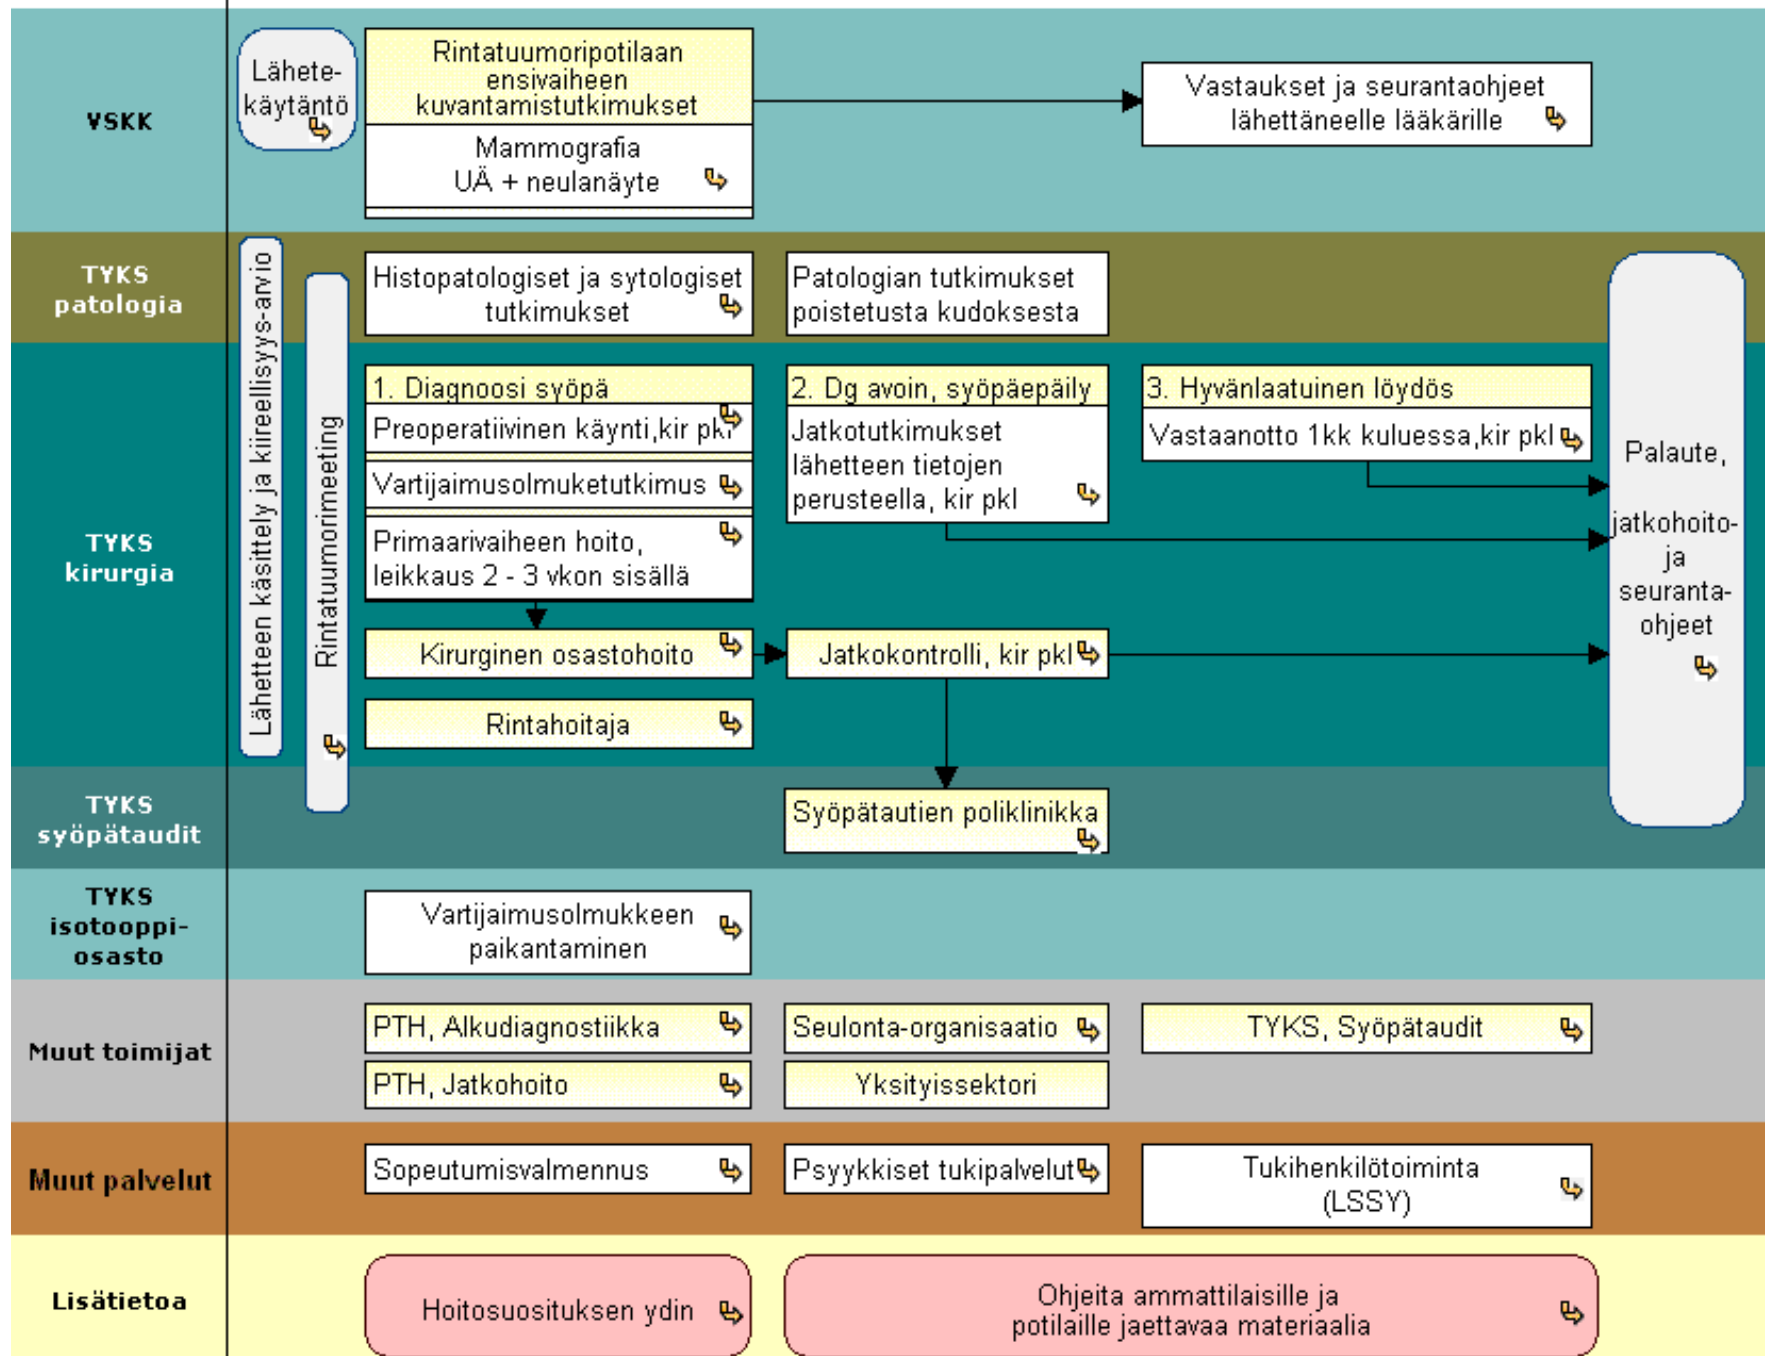 VSKK
Lähete-
käytäntö
Rintatuumoripotilaan
ensivaiheen
kuvantamistutkimukset
Mammografia
UÄ + neulanäyte
Vastaukset ja seurantaohjeet
lähettäneelle lääkärille
TYKS
patologia
Lähetteen käsittely ja kiireellisyys-arvio
Rintatuumorimeeting
Histopatologiset ja sytologiset
tutkimukset
Patologian tutkimukset
poistetusta kudoksesta
TYKS
kirurgia
1. Diagnoosi syöpä
Preoperatiivinen käynti,kir pkl
Vartijaimusolmuketutkimus
Primaarivaiheen hoito,
leikkaus 2 - 3 vkon sisällä
2. Dg avoin, syöpäepäily
Jatkotutkimukset
lähetteen tietojen
perusteella, kir pkl
3. Hyvänlaatuinen löydös
Vastaanotto 1kk kuluessa,kir pkl
Palaute,
jatkohoito-
ja
seuranta-
ohjeet
Kirurginen osastohoito
Jatkokontrolli, kir pkl
Rintahoitaja
TYKS
syöpätaudit
Syöpätautien poliklinikka
TYKS
isotooppi-
osasto
Vartijaimusolmukkeen
paikantaminen
Muut toimijat
PTH, Alkudiagnostiikka
Seulonta-organisaatio
TYKS, Syöpätaudit
PTH, Jatkohoito
Yksityissektori
Muut palvelut
Sopeutumisvalmennus
Psyykkiset tukipalvelut
Tukihenkilötoiminta
(LSSY)
Lisätietoa
Hoitosuosituksen ydin
Ohjeita ammattilaisille ja
potilaille jaettavaa materiaalia